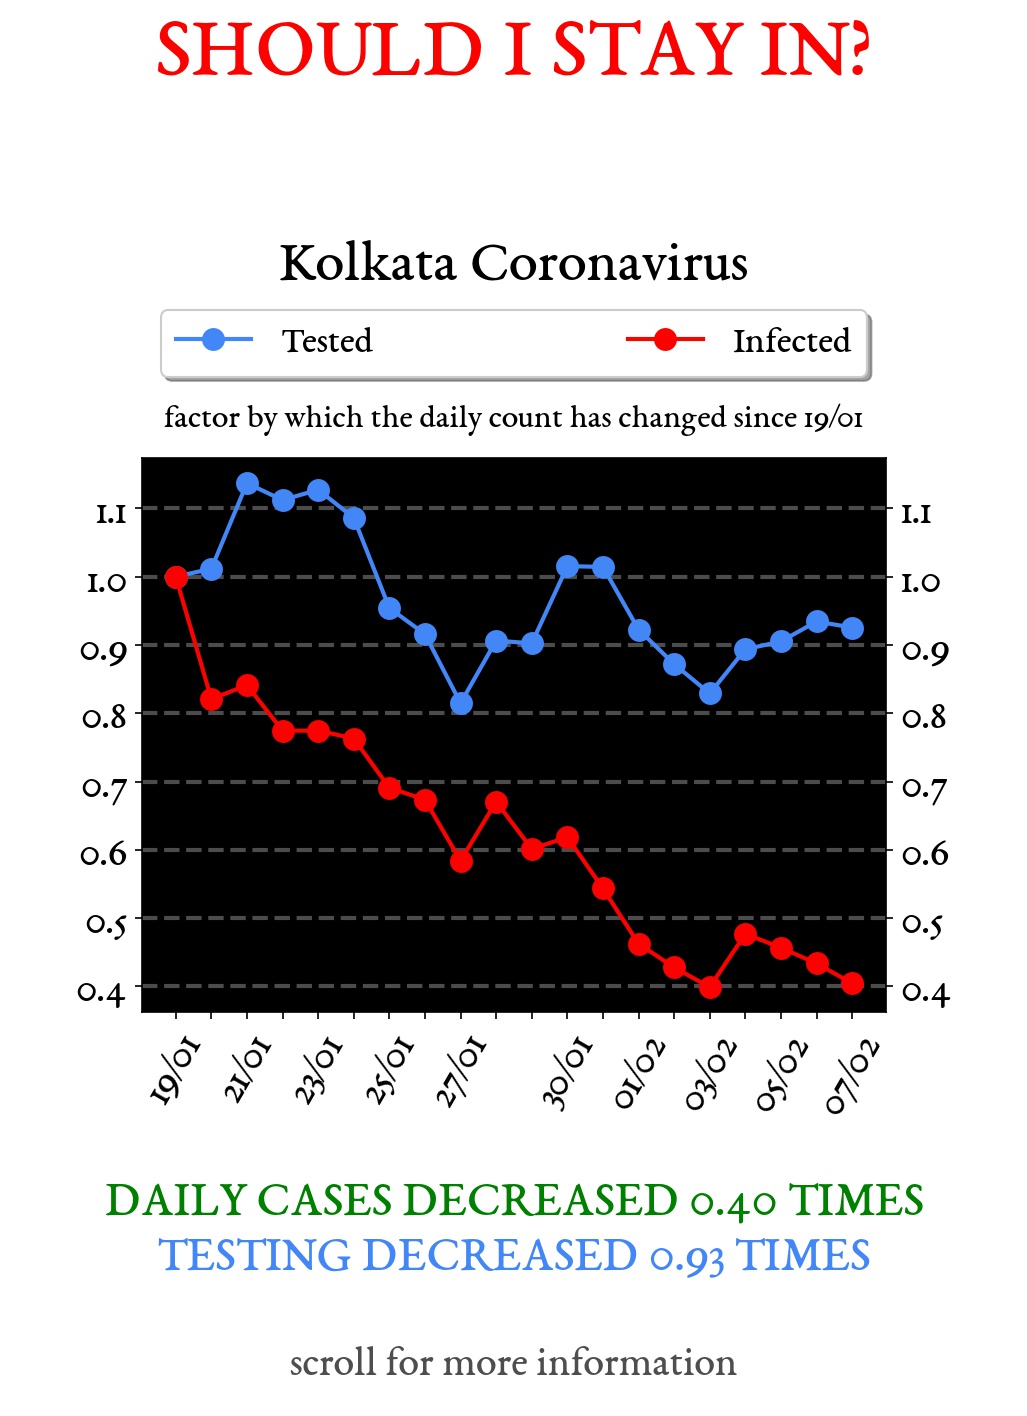 SHOULD I STAY IN?
Kolkata Coronavirus
Tested Infected
factor by which the daily count has changed since 19/01
1.1 1.1
1.0 1.0
0.9 0.9
0.8 0.8
0.7 0.7
0.6 0.6
0.5 0.5
0.4 0.4
19/01 21/01 23/01 25/01 27/01 30/01 01/02 03/02 05/02 07/02
DAILY CASES DECREASED 0.40 TIMES
TESTING DECREASED 0.93 TIMES
scroll for more information